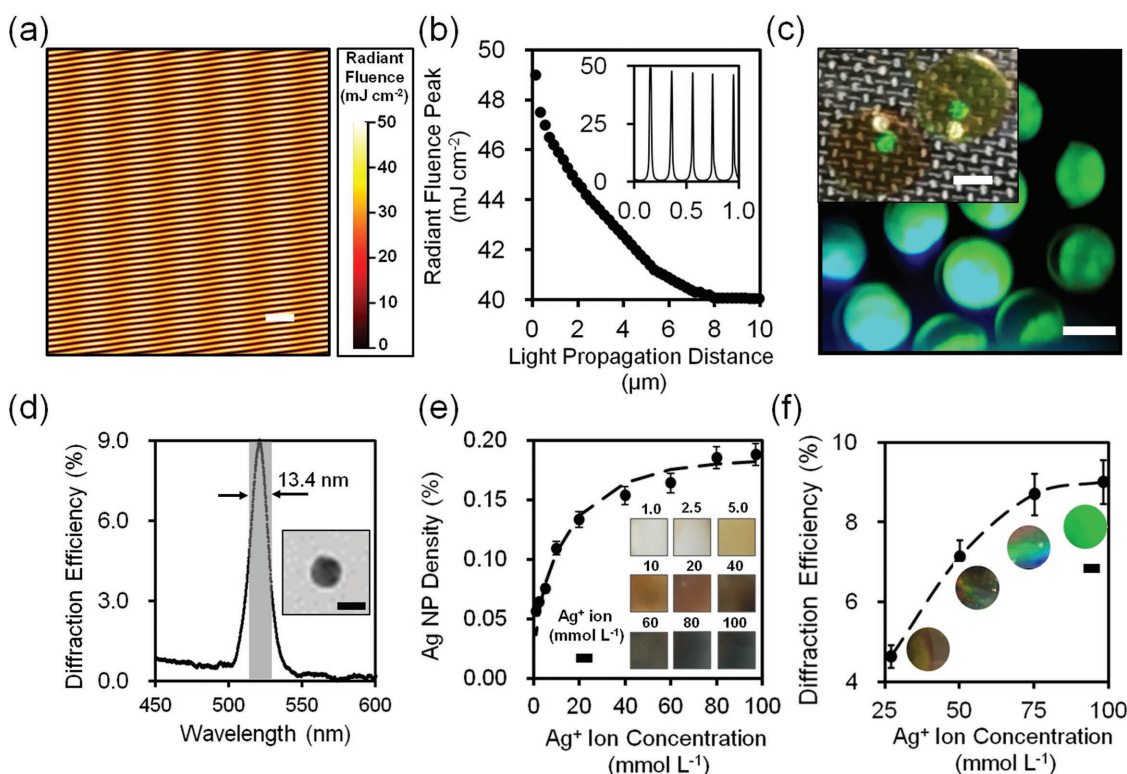 (a)
Radiant
Fluence
(mJ cm⁻²)
50
40
30
20
10
0
(b)
Radiant Fluence Peak
(mJ cm⁻²)
50
48
46
44
42
40
50
25
0
0.0 0.5 1.0
0 2 4 6 8 10
Light Propagation Distance
(µm)
(c)
(d)
Diffraction Efficiency (%)
9.0
6.0
3.0
0.0
13.4 nm
450 500 550 600
Wavelength (nm)
(e)
Ag NP Density (%)
0.20
0.15
0.10
0.05
0.00
1.0 2.5 5.0
10 20 40
60 80 100
Ag⁺ ion
(mmol L⁻¹)
0 20 40 60 80 100
Ag⁺ Ion Concentration
(mmol L⁻¹)
(f)
Diffraction Efficiency (%)
10
8
6
4
25 50 75 100
Ag⁺ Ion Concentration
(mmol L⁻¹)